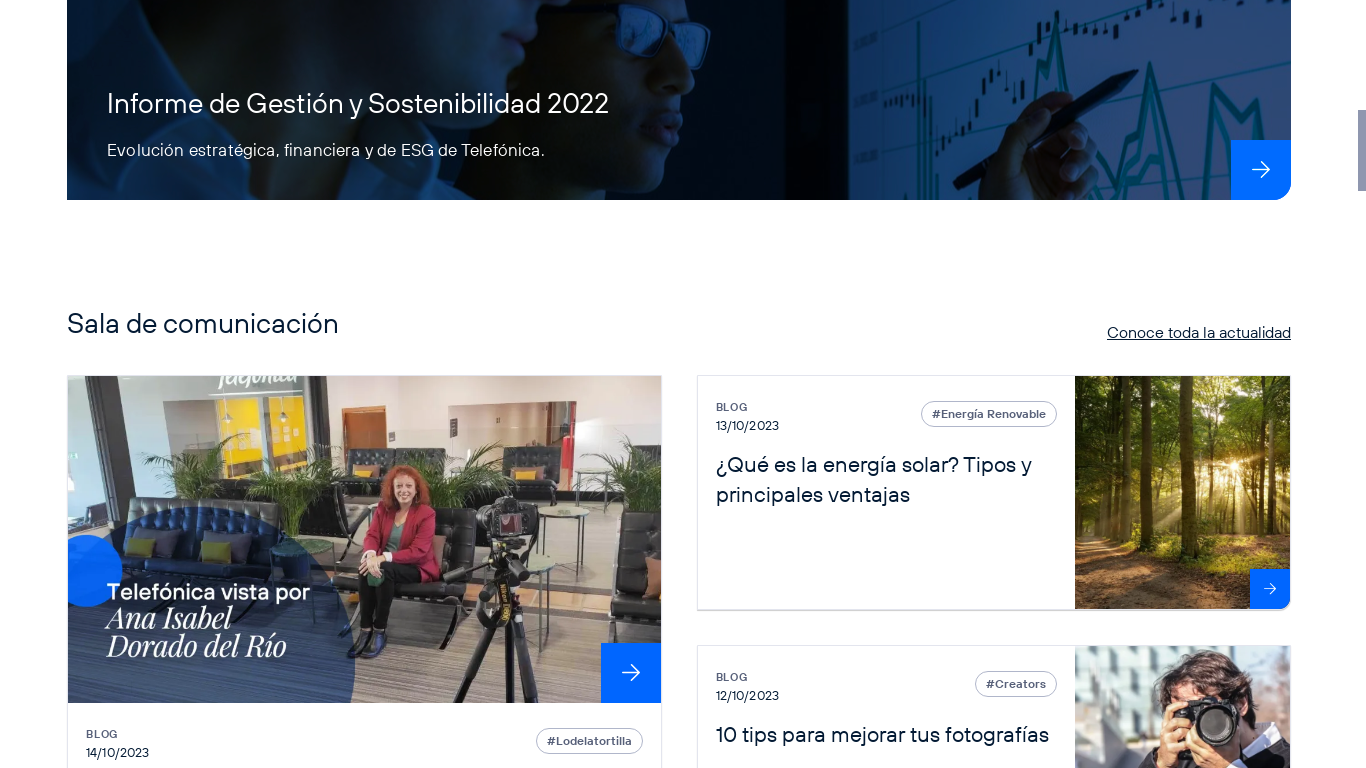 Informe de Gestión y Sostenibilidad 2022
Evolución estratégica, financiera y de ESG de Telefónica.
Sala de comunicación
Conoce toda la actualidad
Telefónica vista por
Ana Isabel
Dorado del Río
BLOG
14/10/2023
#Lodelatortilla
BLOG
13/10/2023
#Energía Renovable
¿Qué es la energía solar? Tipos y
principales ventajas
BLOG
12/10/2023
#Creators
10 tips para mejorar tus fotografías